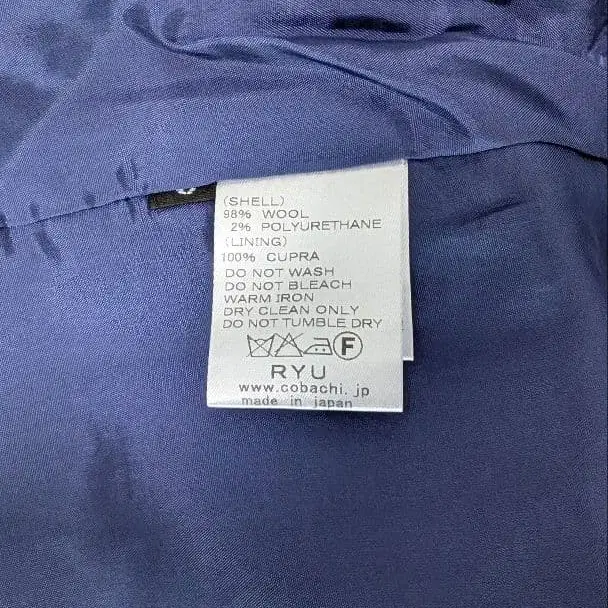 (SHELL)
98% WOOL
2% POLYURETHANE
(LINING)
100% CUPRA
DO NOT WASH
DO NOT BLEACH
WARM IRON
DRY CLEAN ONLY
DO NOT TUMBLE DRY
F
RYU
www.cobachi.jp
made in japan